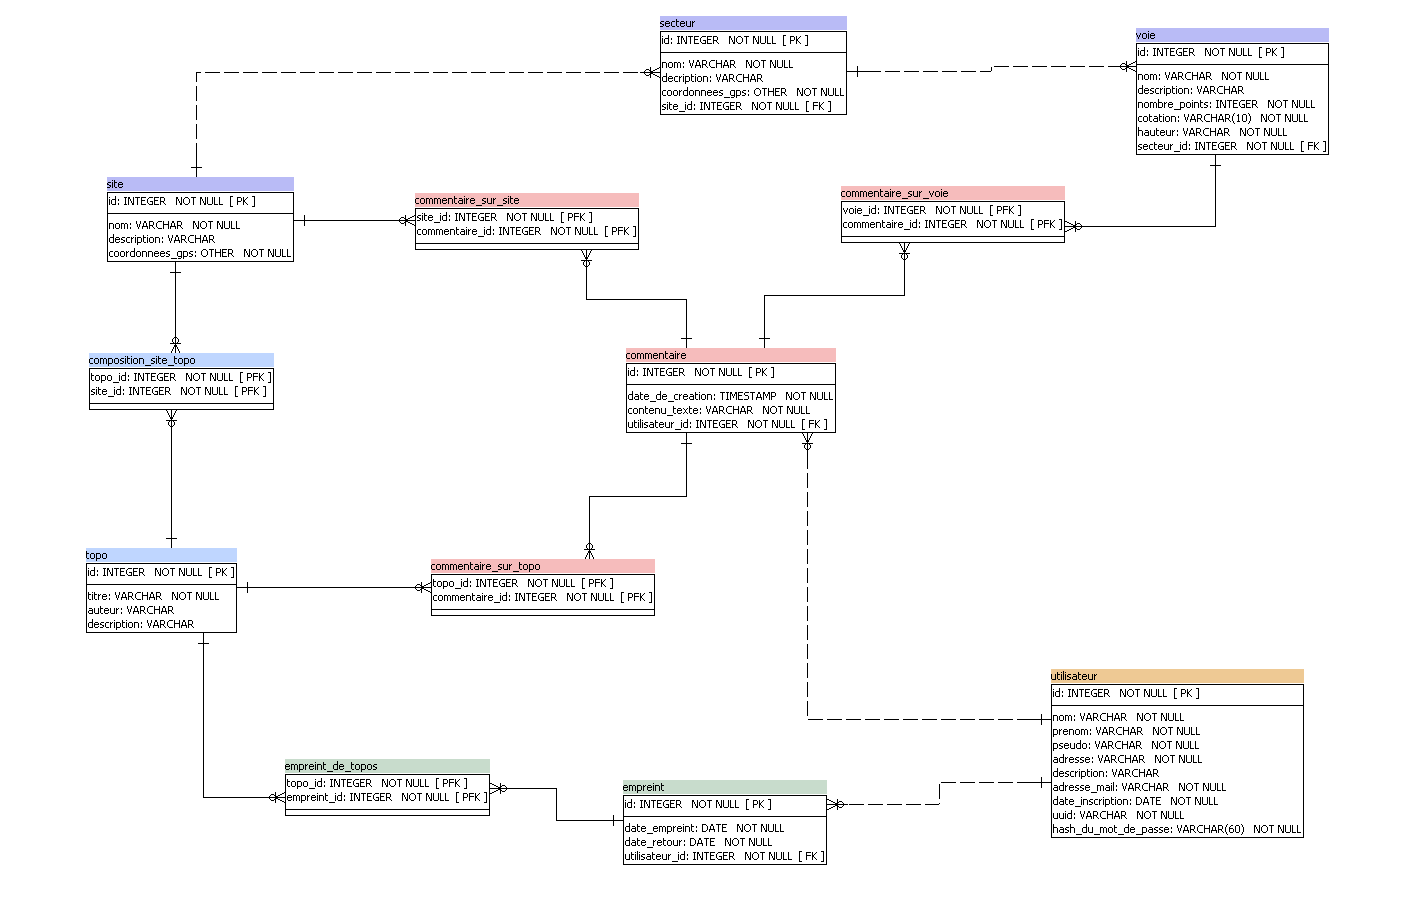 secteur
id: INTEGER NOT NULL [ PK ]
nom: VARCHAR NOT NULL
decription: VARCHAR
coordonnees_gps: OTHER NOT NULL
site_id: INTEGER NOT NULL [ FK ]
voie
id: INTEGER NOT NULL [ PK ]
nom: VARCHAR NOT NULL
description: VARCHAR
nombre_points: INTEGER NOT NULL
cotation: VARCHAR(10) NOT NULL
hauteur: VARCHAR NOT NULL
secteur_id: INTEGER NOT NULL [ FK ]
site
id: INTEGER NOT NULL [ PK ]
nom: VARCHAR NOT NULL
description: VARCHAR
coordonnees_gps: OTHER NOT NULL
commentaire_sur_site
site_id: INTEGER NOT NULL [ PFK ]
commentaire_id: INTEGER NOT NULL [ PFK ]
commentaire_sur_voie
voie_id: INTEGER NOT NULL [ PFK ]
commentaire_id: INTEGER NOT NULL [ PFK ]
composition_site_topo
topo_id: INTEGER NOT NULL [ PFK ]
site_id: INTEGER NOT NULL [ PFK ]
commentaire
id: INTEGER NOT NULL [ PK ]
date_de_creation: TIMESTAMP NOT NULL
contenu_texte: VARCHAR NOT NULL
utilisateur_id: INTEGER NOT NULL [ FK ]
topo
id: INTEGER NOT NULL [ PK ]
titre: VARCHAR NOT NULL
auteur: VARCHAR
description: VARCHAR
commentaire_sur_topo
topo_id: INTEGER NOT NULL [ PFK ]
commentaire_id: INTEGER NOT NULL [ PFK ]
utilisateur
id: INTEGER NOT NULL [ PK ]
nom: VARCHAR NOT NULL
prenom: VARCHAR NOT NULL
pseudo: VARCHAR NOT NULL
adresse: VARCHAR NOT NULL
description: VARCHAR
adresse_mail: VARCHAR NOT NULL
date_inscription: DATE NOT NULL
uuid: VARCHAR NOT NULL
hash_du_mot_de_passe: VARCHAR(60) NOT NULL
empreint_de_topos
topo_id: INTEGER NOT NULL [ PFK ]
empreint_id: INTEGER NOT NULL [ PFK ]
empreint
id: INTEGER NOT NULL [ PK ]
date_empreint: DATE NOT NULL
date_retour: DATE NOT NULL
utilisateur_id: INTEGER NOT NULL [ FK ]